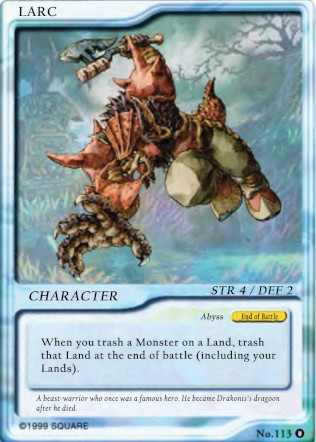 LARC
STR 4 / DEF 2
CHARACTER
Abyss End of Battle
When you trash a Monster on a Land, trash
that Land at the end of battle (including your
Lands).
A beast-warrior who once was a famous hero. He became Drakonis's dragoon
after he died.
©1999 SQUARE
No.113